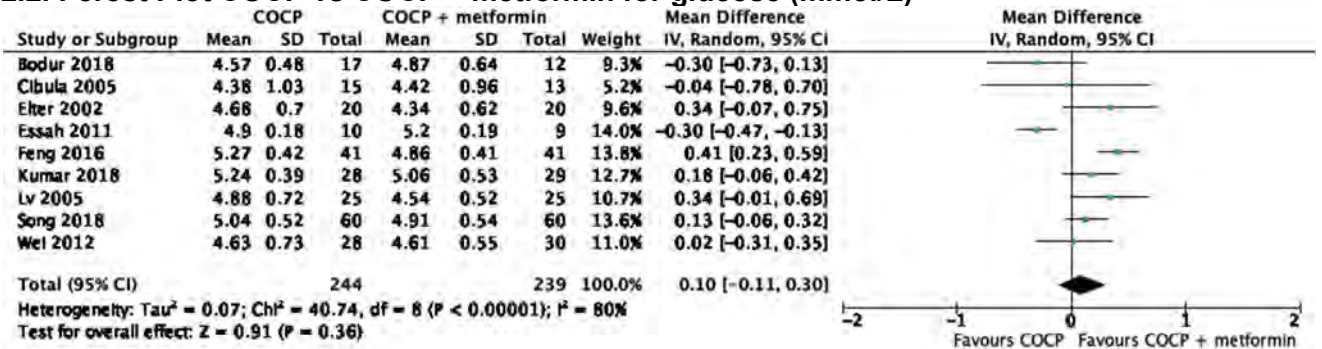 COCP COCP + metformin Mean Difference Mean Difference
Study or Subgroup Mean SD Total Mean SD Total Weight IV, Random, 95% CI IV, Random, 95% CI
Bodur 2018 4.57 0.48 17 4.87 0.64 12 9.3% -0.30 [-0.73, 0.13]
Cibula 2005 4.38 1.03 15 4.42 0.96 13 5.2% -0.04 [-0.78, 0.70]
Elter 2002 4.68 0.7 20 4.34 0.62 20 9.6% 0.34 [-0.07, 0.75]
Essah 2011 4.9 0.18 10 5.2 0.19 9 14.0% -0.30 [-0.47, -0.13]
Feng 2016 5.27 0.42 41 4.86 0.41 41 13.8% 0.41 [0.23, 0.59]
Kumar 2018 5.24 0.39 28 5.06 0.53 29 12.7% 0.18 [-0.06, 0.42]
Lv 2005 4.88 0.72 25 4.54 0.52 25 10.7% 0.34 [-0.01, 0.69]
Song 2018 5.04 0.52 60 4.91 0.54 60 13.6% 0.13 [-0.06, 0.32]
Wei 2012 4.63 0.73 28 4.61 0.55 30 11.0% 0.02 [-0.31, 0.35]
Total (95% CI) 244 239 100.0% 0.10 [-0.11, 0.30]
Heterogeneity: Tau² = 0.07; Chi² = 40.74, df = 8 (P < 0.00001); I² = 80%
Test for overall effect: Z = 0.91 (P = 0.36)
-2 -1 0 1 2
Favours COCP Favours COCP + metformin